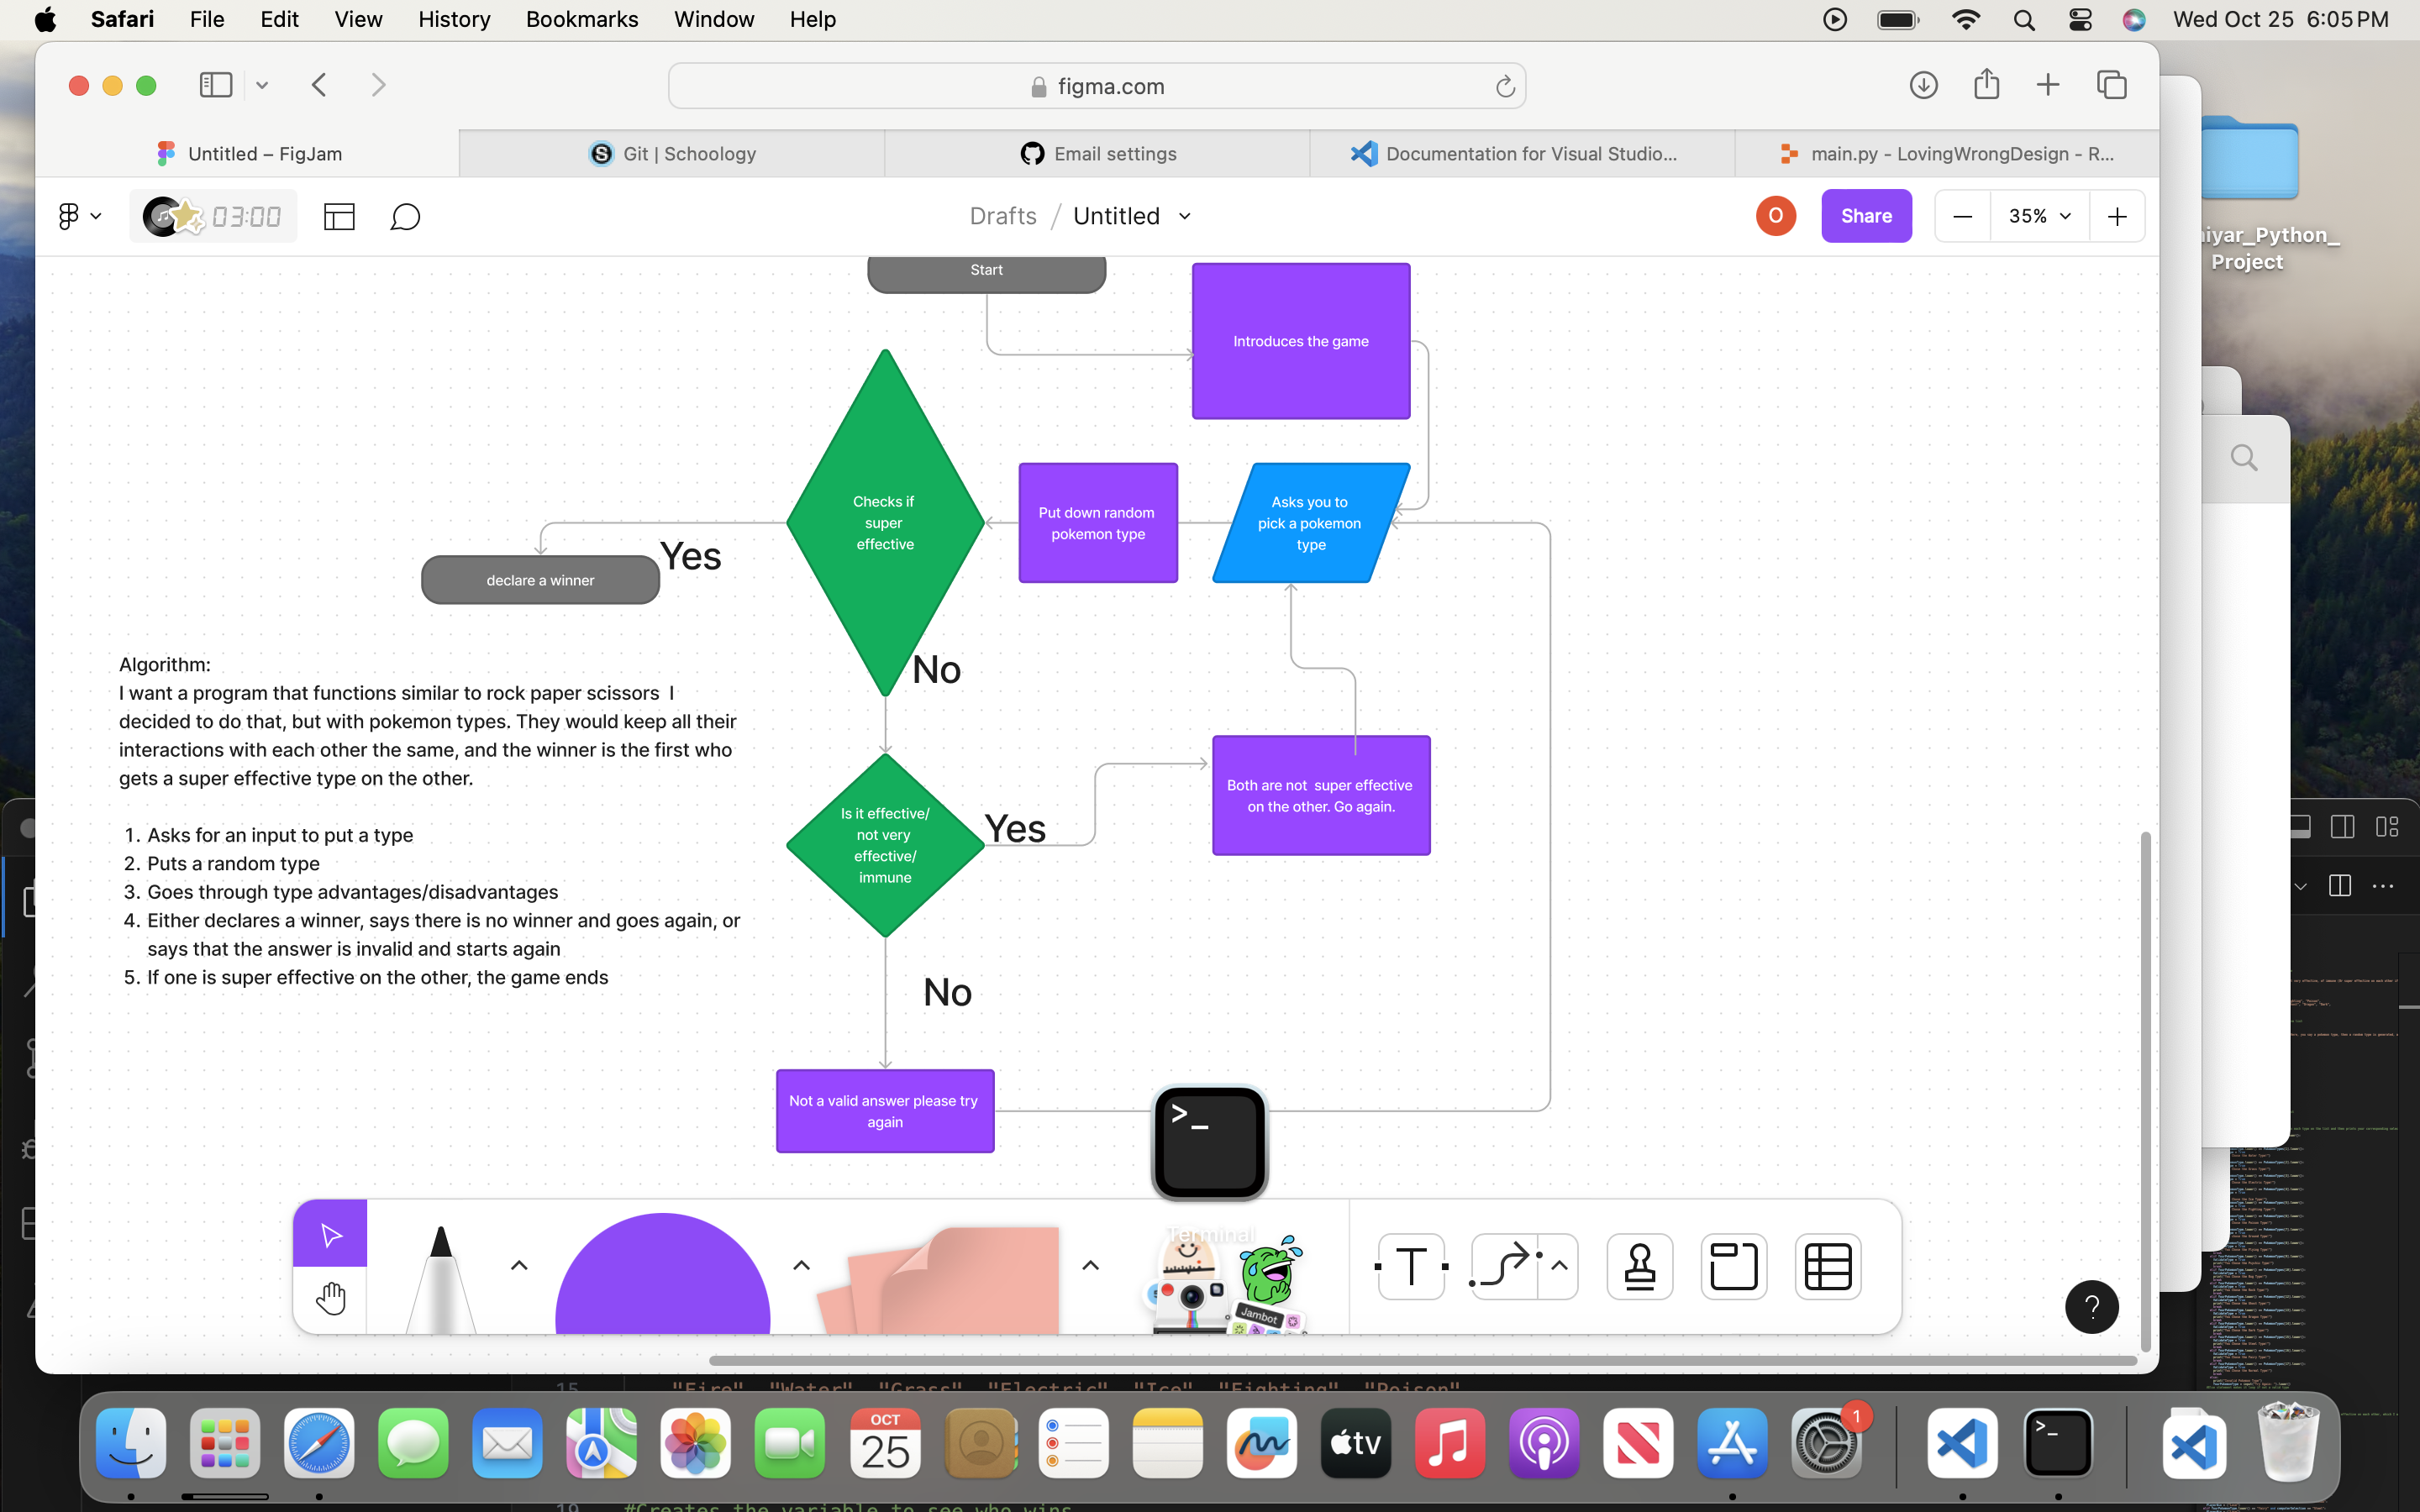 Safari File Edit View History Bookmarks Window Help Wed Oct 25 6:05 PM
figma.com
Untitled – FigJam Git | Schoology Email settings Documentation for Visual Studio... main.py - LovingWrongDesign - R...
03:00 Drafts / Untitled O Share 35%
iyar_Python_
Project
Start
Introduces the game
Checks if
super
effective
Put down random
pokemon type
Asks you to
pick a pokemon
type
Yes
declare a winner
No
Algorithm:
I want a program that functions similar to rock paper scissors I
decided to do that, but with pokemon types. They would keep all their
interactions with each other the same, and the winner is the first who
gets a super effective type on the other.
1. Asks for an input to put a type
2. Puts a random type
3. Goes through type advantages/disadvantages
4. Either declares a winner, says there is no winner and goes again, or
says that the answer is invalid and starts again
5. If one is super effective on the other, the game ends
Is it effective/
not very
effective/
immune
Yes
Both are not super effective
on the other. Go again.
No
Not a valid answer please try
again
>_
Terminal
Jambot
T
?
15 "Fire", "Water", "Grass", "Electric", "Ice", "Fighting", "Poison"
OCT
25
tv
1
>_
19 #Creates the variable to see who wins